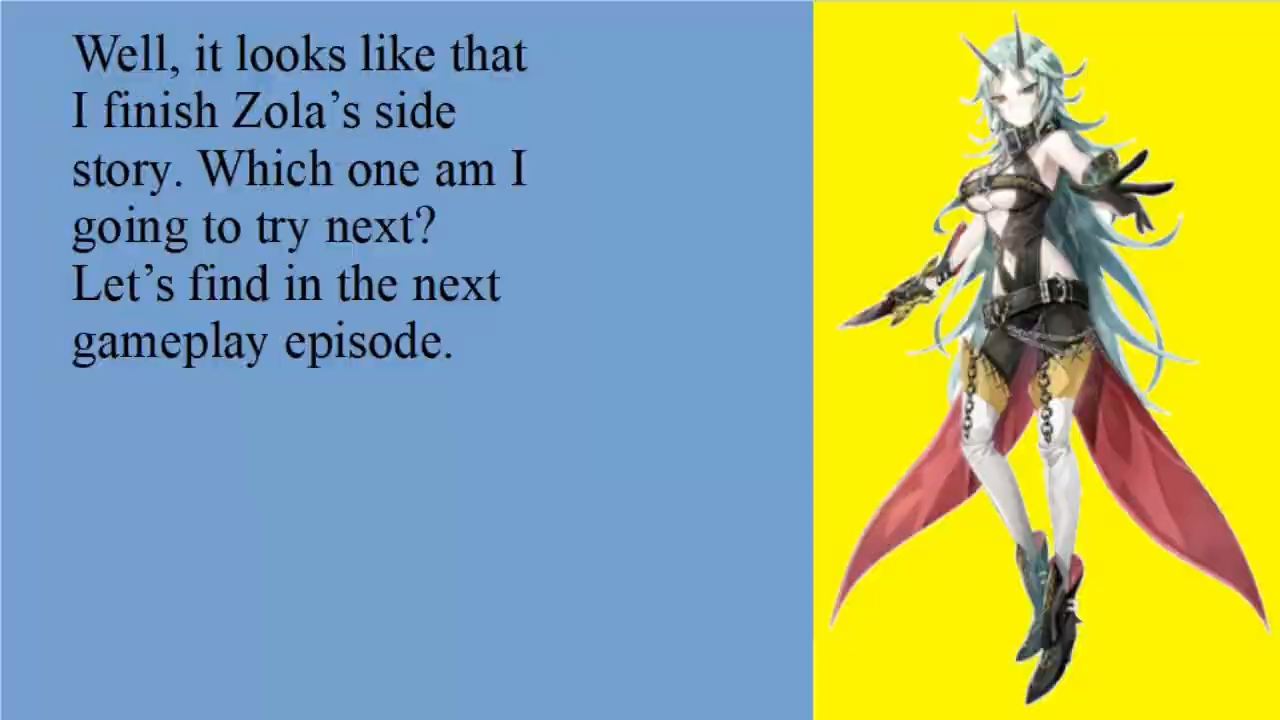 Well, it looks like that
I finish Zola’s side
story. Which one am I
going to try next?
Let’s find in the next
gameplay episode.